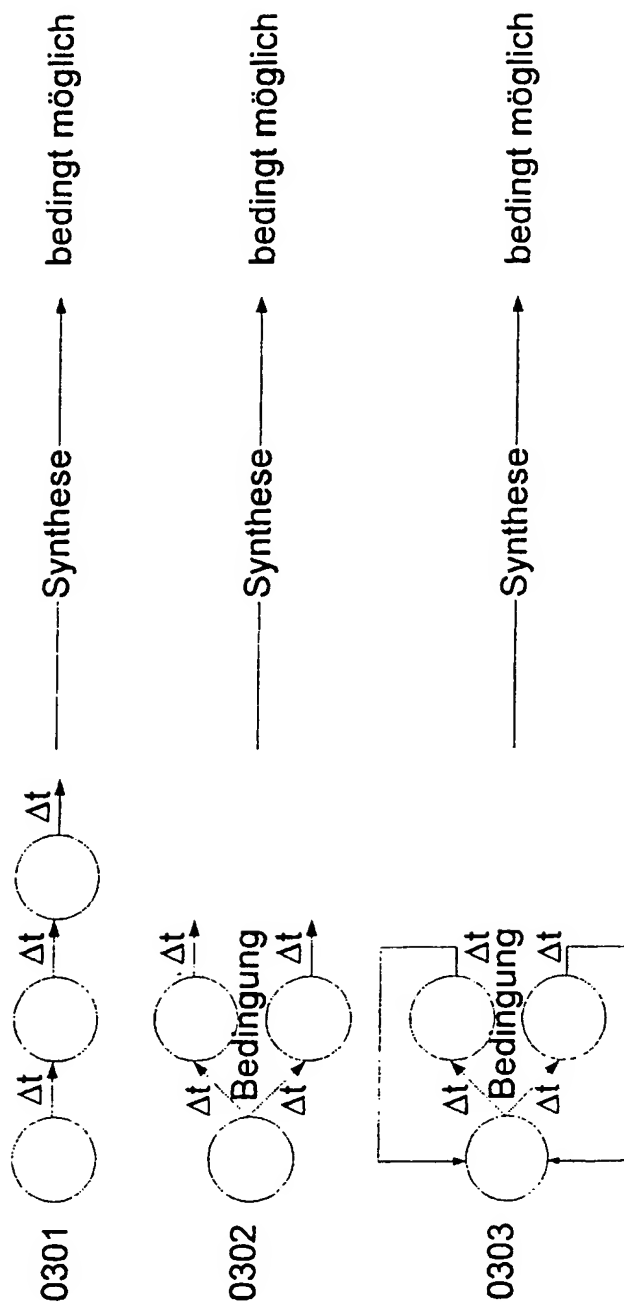 0301 Δt Δt Δt Synthese bedingt möglich
0302 Δt Δt Bedingung Δt Δt Synthese bedingt möglich
0303 Δt Δt Bedingung Δt Δt Synthese bedingt möglich